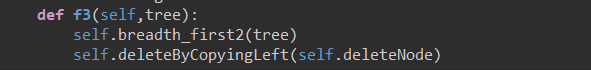 def f3(self,tree):
    self.breadth_first2(tree)
    self.deleteByCopyingLeft(self.deleteNode)